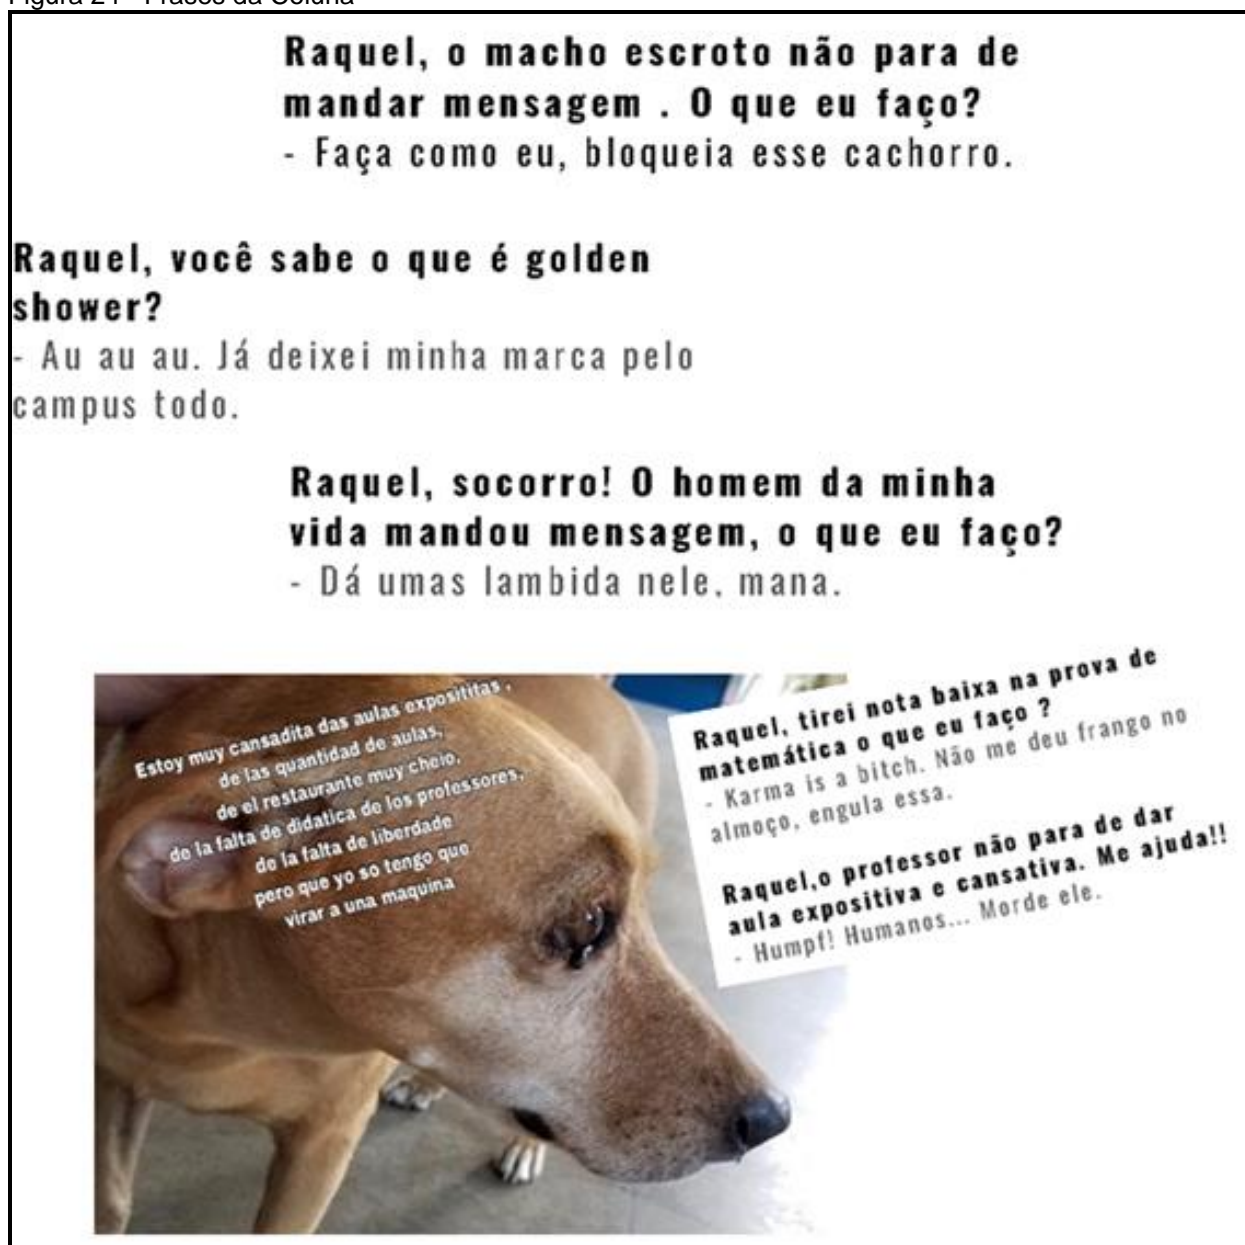 Raquel, o macho escroto não para de
mandar mensagem . O que eu faço?
- Faça como eu, bloqueia esse cachorro.
Raquel, você sabe o que é golden
shower?
- Au au au. Já deixei minha marca pelo
campus todo.
Raquel, socorro! O homem da minha
vida mandou mensagem, o que eu faço?
- Dá umas lambida nele, mana.
Estoy muy cansadita das aulas exposititas ,
de las quantidad de aulas,
de el restaurante muy cheio,
de la falta de didatica de los professores,
de la falta de liberdade
pero que yo so tengo que
virar a una maquina
Raquel, tirei nota baixa na prova de
matemática o que eu faço ?
- Karma is a bitch. Não me deu frango no
almoço, engula essa.
Raquel,o professor não para de dar
aula expositiva e cansativa. Me ajuda!!
- Humpf! Humanos... Morde ele.